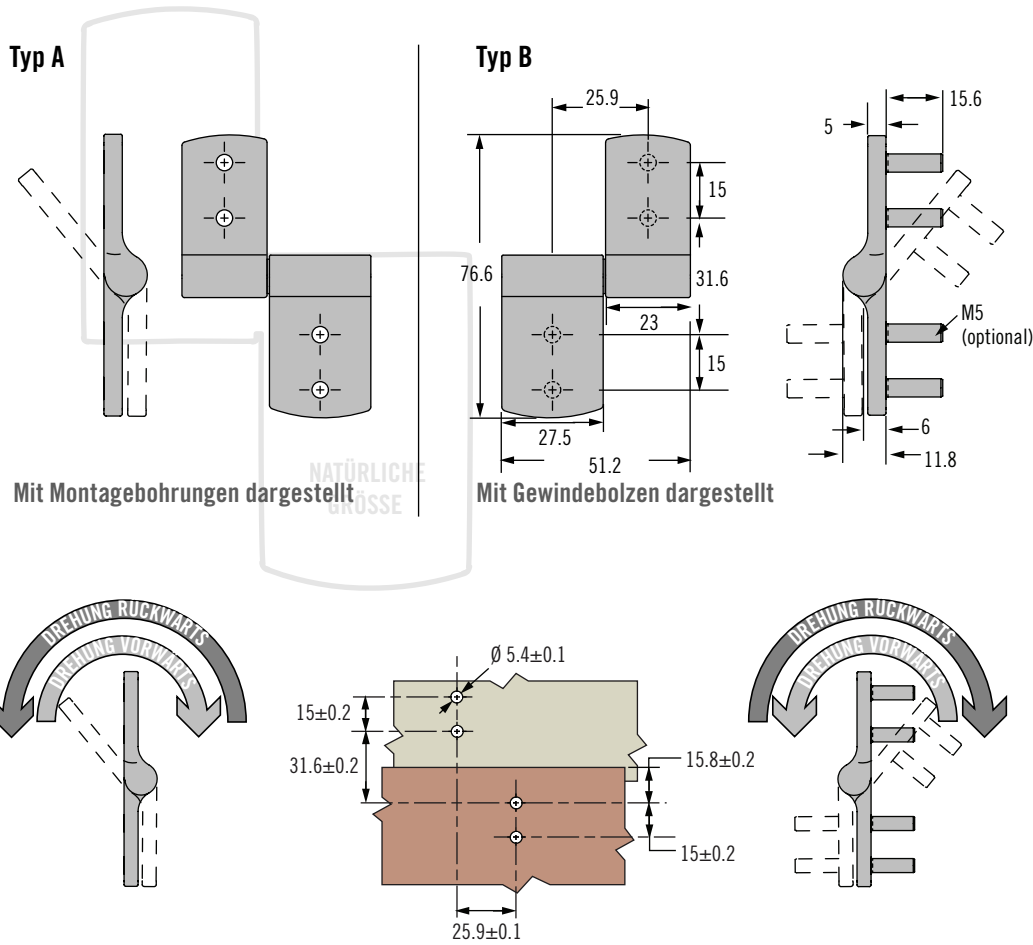 Typ A
Typ B
25.9
15.6
5
15
76.6
31.6
23
M5
(optional)
15
6
27.5
11.8
51.2
NATÜRLICHE
GRÖSSE
Mit Montagebohrungen dargestellt
Mit Gewindebolzen dargestellt
DREHUNG RÜCKWÄRTS
DREHUNG VORWÄRTS
DREHUNG RÜCKWÄRTS
DREHUNG VORWÄRTS
Ø 5.4±0.1
15±0.2
31.6±0.2
15.8±0.2
15±0.2
25.9±0.1